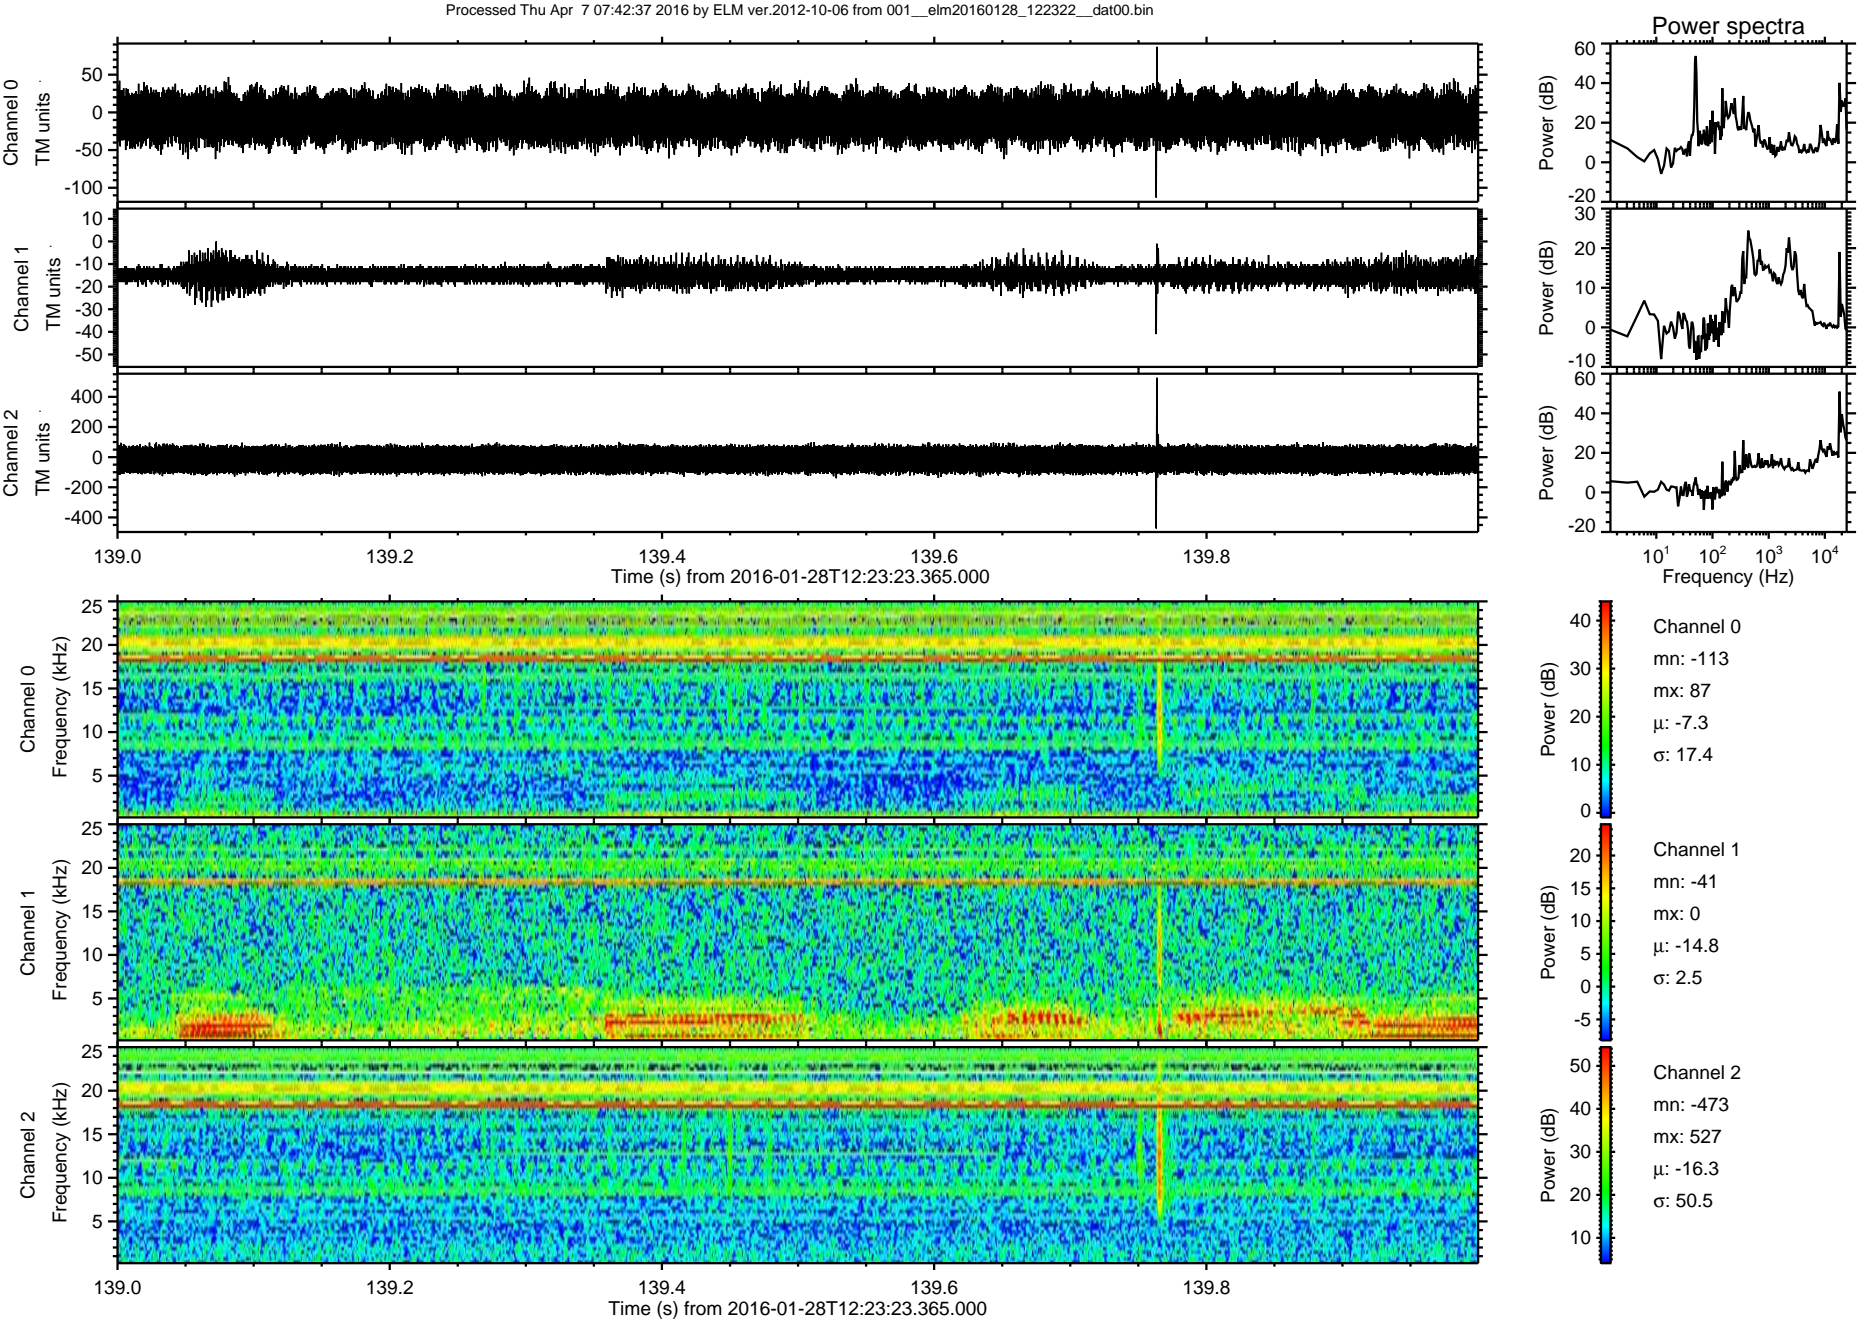 Processed Thu Apr  7 07:42:37 2016 by ELM ver.2012-10-06 from 001__elm20160128_122322__dat00.bin
Power spectra
Channel 0
TM units
50
0
-50
-100
Power (dB)
60
40
20
0
-20
Channel 1
TM units
10
0
-10
-20
-30
-40
-50
Power (dB)
30
20
10
0
-10
Channel 2
TM units
400
200
0
-200
-400
Power (dB)
60
40
20
0
-20
139.0 139.2 139.4 139.6 139.8
Time (s) from 2016-01-28T12:23:23.365.000
10^1 10^2 10^3 10^4
Frequency (Hz)
Channel 0
Frequency (kHz)
25
20
15
10
5
Power (dB)
40
30
20
10
0
Channel 0
mn: -113
mx: 87
μ: -7.3
σ: 17.4
Channel 1
Frequency (kHz)
25
20
15
10
5
Power (dB)
20
15
10
5
0
-5
Channel 1
mn: -41
mx: 0
μ: -14.8
σ: 2.5
Channel 2
Frequency (kHz)
25
20
15
10
5
Power (dB)
50
40
30
20
10
Channel 2
mn: -473
mx: 527
μ: -16.3
σ: 50.5
139.0 139.2 139.4 139.6 139.8
Time (s) from 2016-01-28T12:23:23.365.000